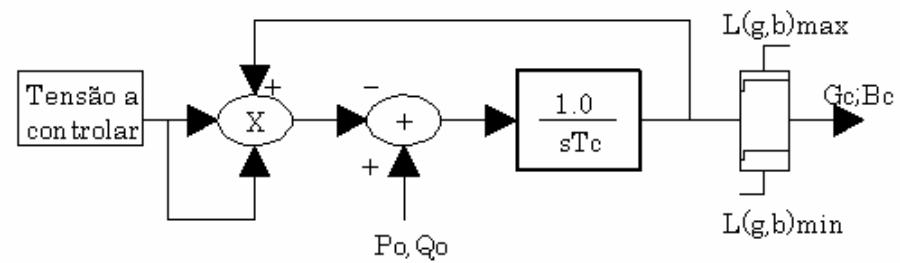 L(g,b)max
Tensão a
controlar
+
X
−
+
+
1.0
sTc
Gc;Bc
L(g,b)min
Po,Qo